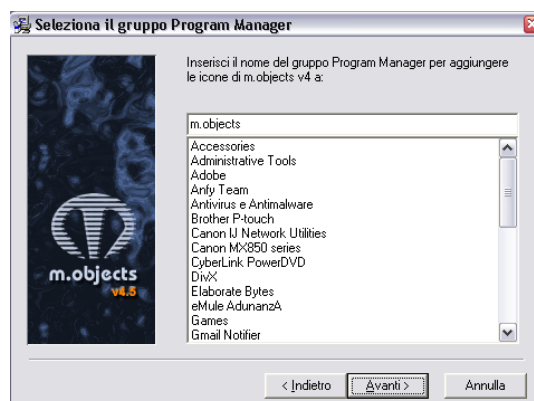 Seleziona il gruppo Program Manager
Inserisci il nome del gruppo Program Manager per aggiungere
le icone di m.objects v4 a:
m.objects
Accessories
Administrative Tools
Adobe
Anfy Team
Antivirus e Antimalware
Brother P-touch
Canon IJ Network Utilities
Canon MX850 series
CyberLink PowerDVD
DivX
Elaborate Bytes
eMule AdunanzA
Games
Gmail Notifier
m.objects
v4.5
< Indietro
Avanti >
Annulla